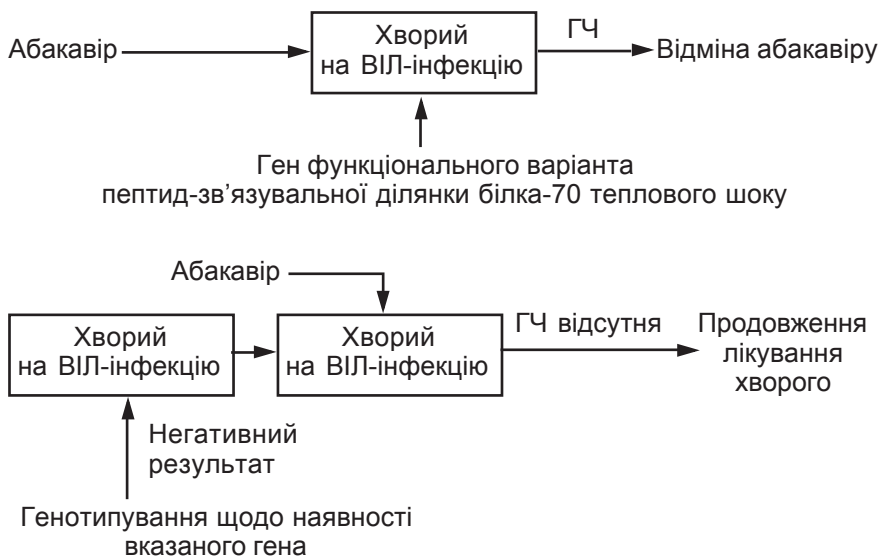 Абакавір
Хворий
на ВІЛ-інфекцію
ГЧ
Відміна абакавіру
Ген функціонального варіанта
пептид-зв’язувальної ділянки білка-70 теплового шоку
Абакавір
Хворий
на ВІЛ-інфекцію
Хворий
на ВІЛ-інфекцію
ГЧ відсутня
Продовження
лікування
хворого
Негативний
результат
Генотипування щодо наявності
вказаного гена